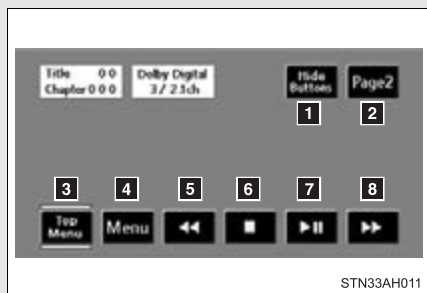 Title 0 0
Chapter 0 0 0
Dolby Digital
3 / 2.1ch
Hide
Buttons
Page2
1
2
3
4
5
6
7
8
Top
Menu
Menu
STN33AH011